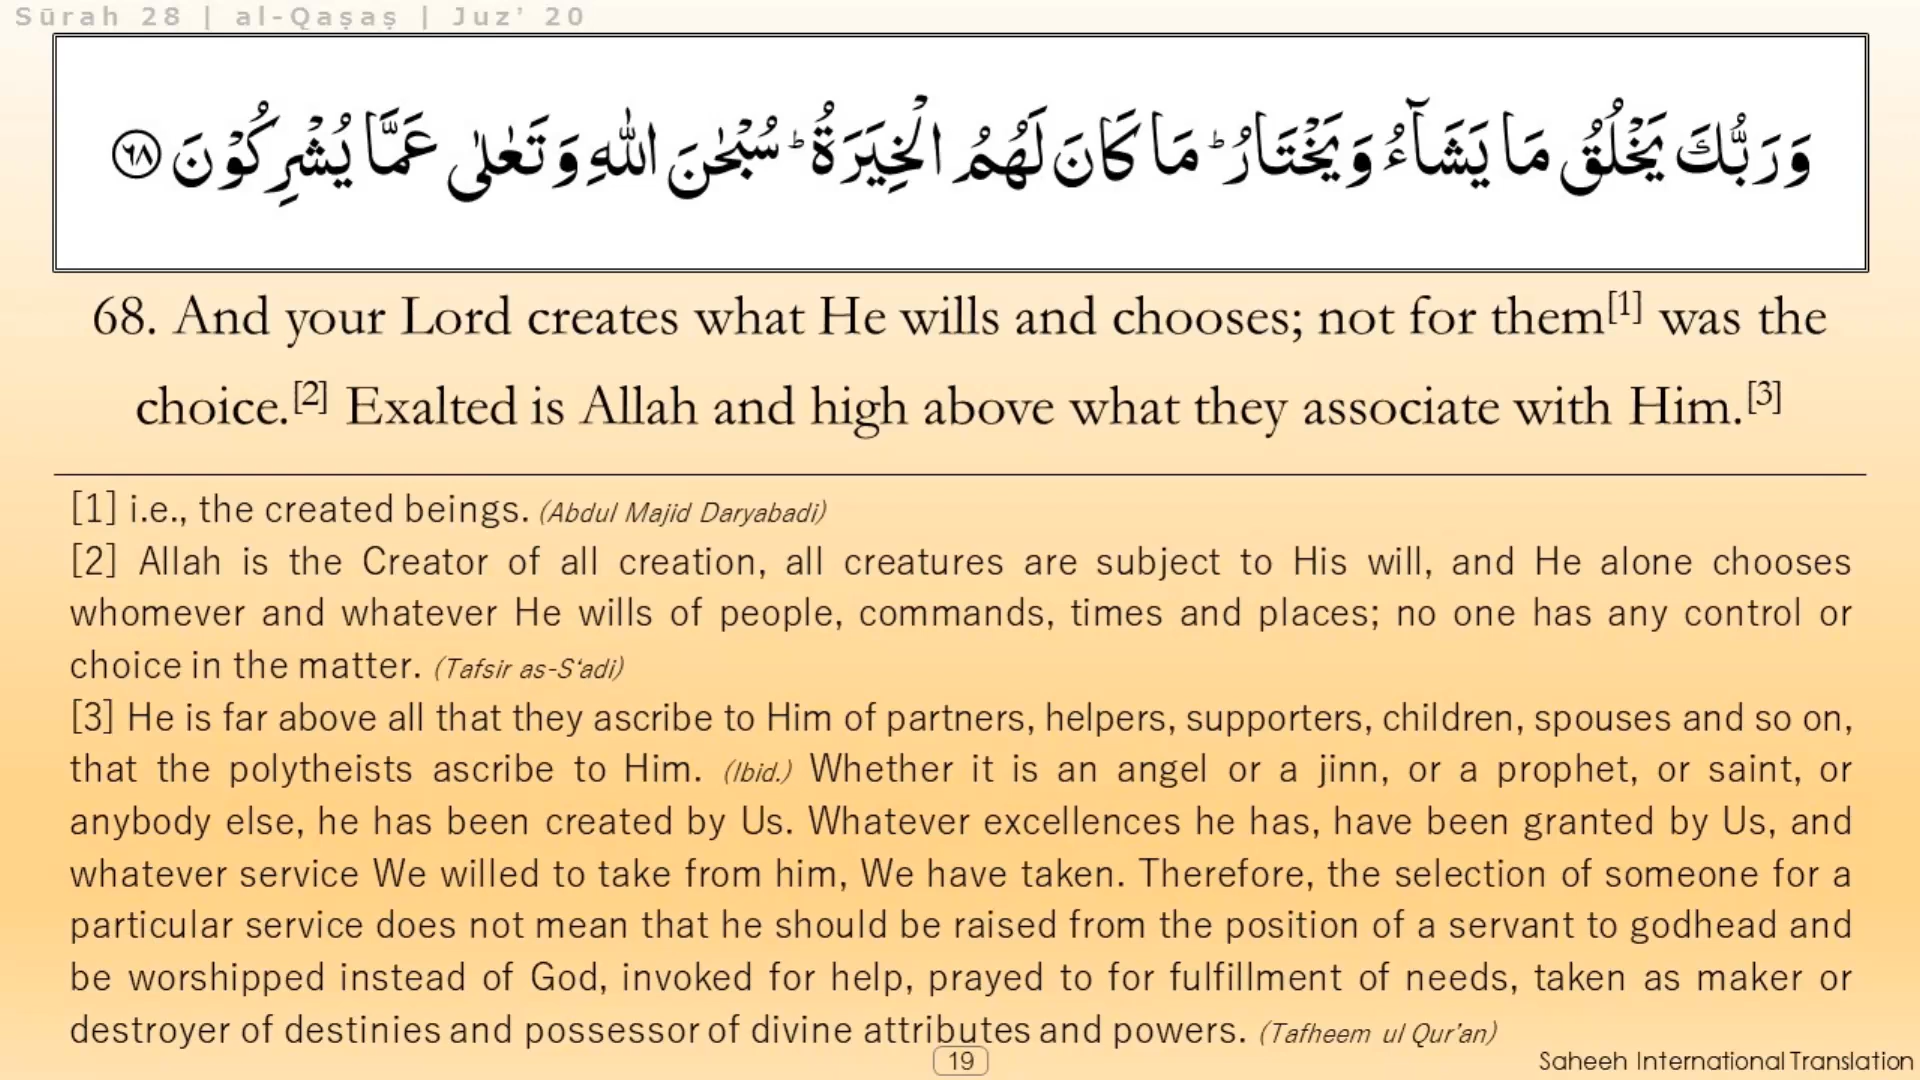 Sūrah 28 | al-Qaṣaṣ | Juz’ 20
وَرَبُّكَ يَخْلُقُ مَا يَشَآءُ وَيَخْتَارُ ؕ مَا كَانَ لَهُمُ الْخِيَرَةُ ؕ سُبْحٰنَ اللّٰهِ وَتَعٰلٰى عَمَّا يُشْرِكُوْنَ ﴿٦٨﴾
68. And your Lord creates what He wills and chooses; not for them[1] was the
choice.[2] Exalted is Allah and high above what they associate with Him.[3]
[1] i.e., the created beings. (Abdul Majid Daryabadi)
[2] Allah is the Creator of all creation, all creatures are subject to His will, and He alone chooses
whomever and whatever He wills of people, commands, times and places; no one has any control or
choice in the matter. (Tafsir as-S‘adi)
[3] He is far above all that they ascribe to Him of partners, helpers, supporters, children, spouses and so on,
that the polytheists ascribe to Him. (Ibid.) Whether it is an angel or a jinn, or a prophet, or saint, or
anybody else, he has been created by Us. Whatever excellences he has, have been granted by Us, and
whatever service We willed to take from him, We have taken. Therefore, the selection of someone for a
particular service does not mean that he should be raised from the position of a servant to godhead and
be worshipped instead of God, invoked for help, prayed to for fulfillment of needs, taken as maker or
destroyer of destinies and possessor of divine attributes and powers. (Tafheem ul Qur’an)
19
Saheeh International Translation